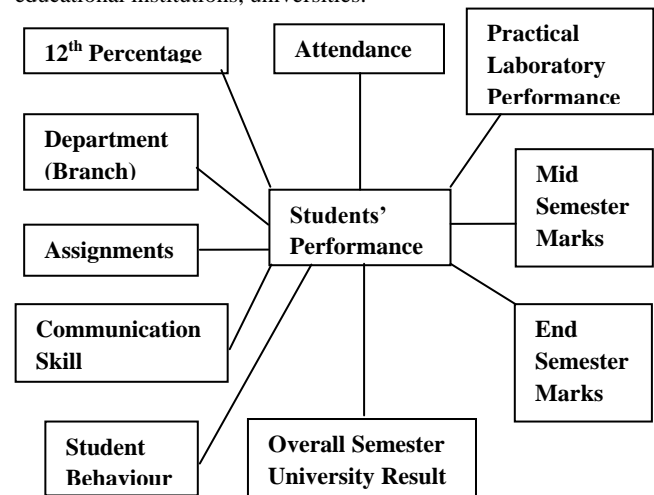 educational institutions, universities.
12th Percentage
Attendance
Practical
Laboratory
Performance
Department
(Branch)
Students’
Performance
Mid
Semester
Marks
Assignments
Communication
Skill
End
Semester
Marks
Student
Behaviour
Overall Semester
University Result